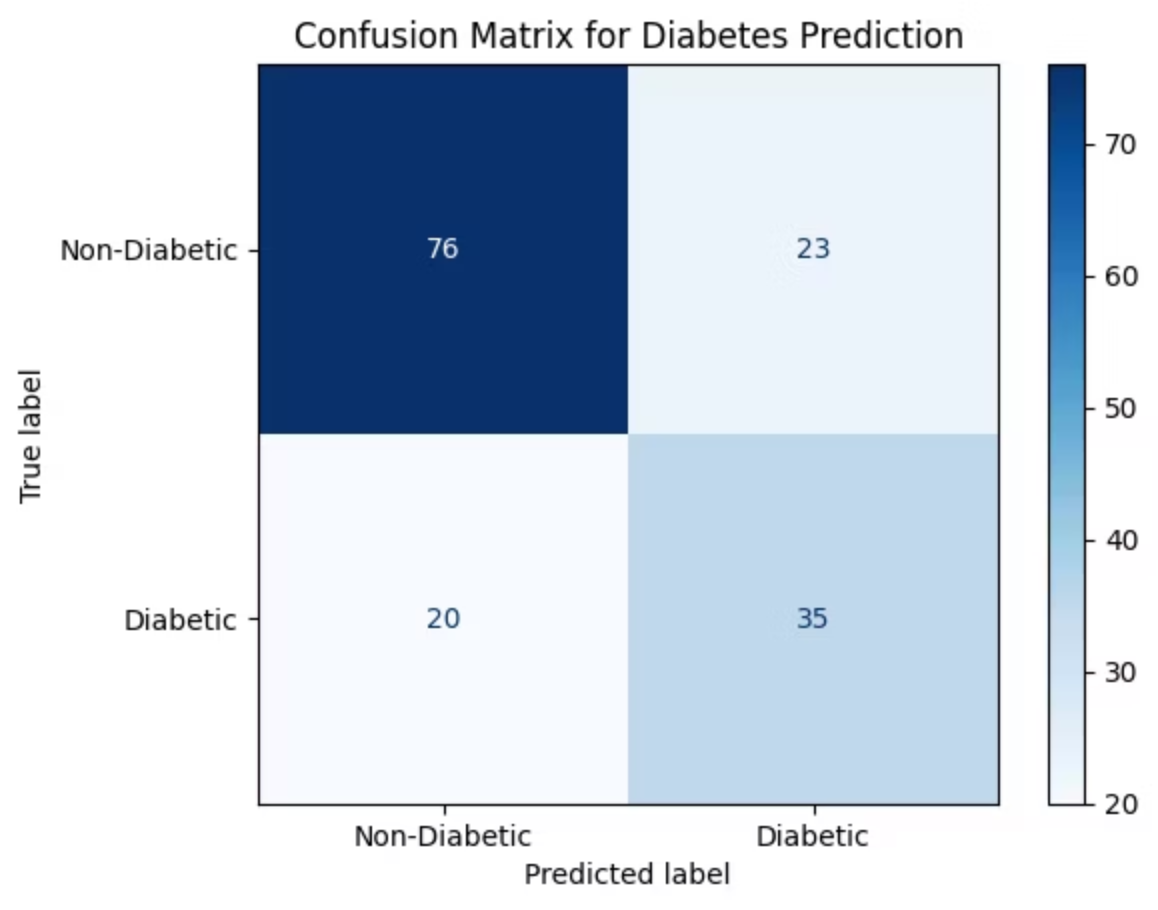 Confusion Matrix for Diabetes Prediction
Non-Diabetic
76
23
Diabetic
20
35
True label
Non-Diabetic
Diabetic
Predicted label
70
60
50
40
30
20